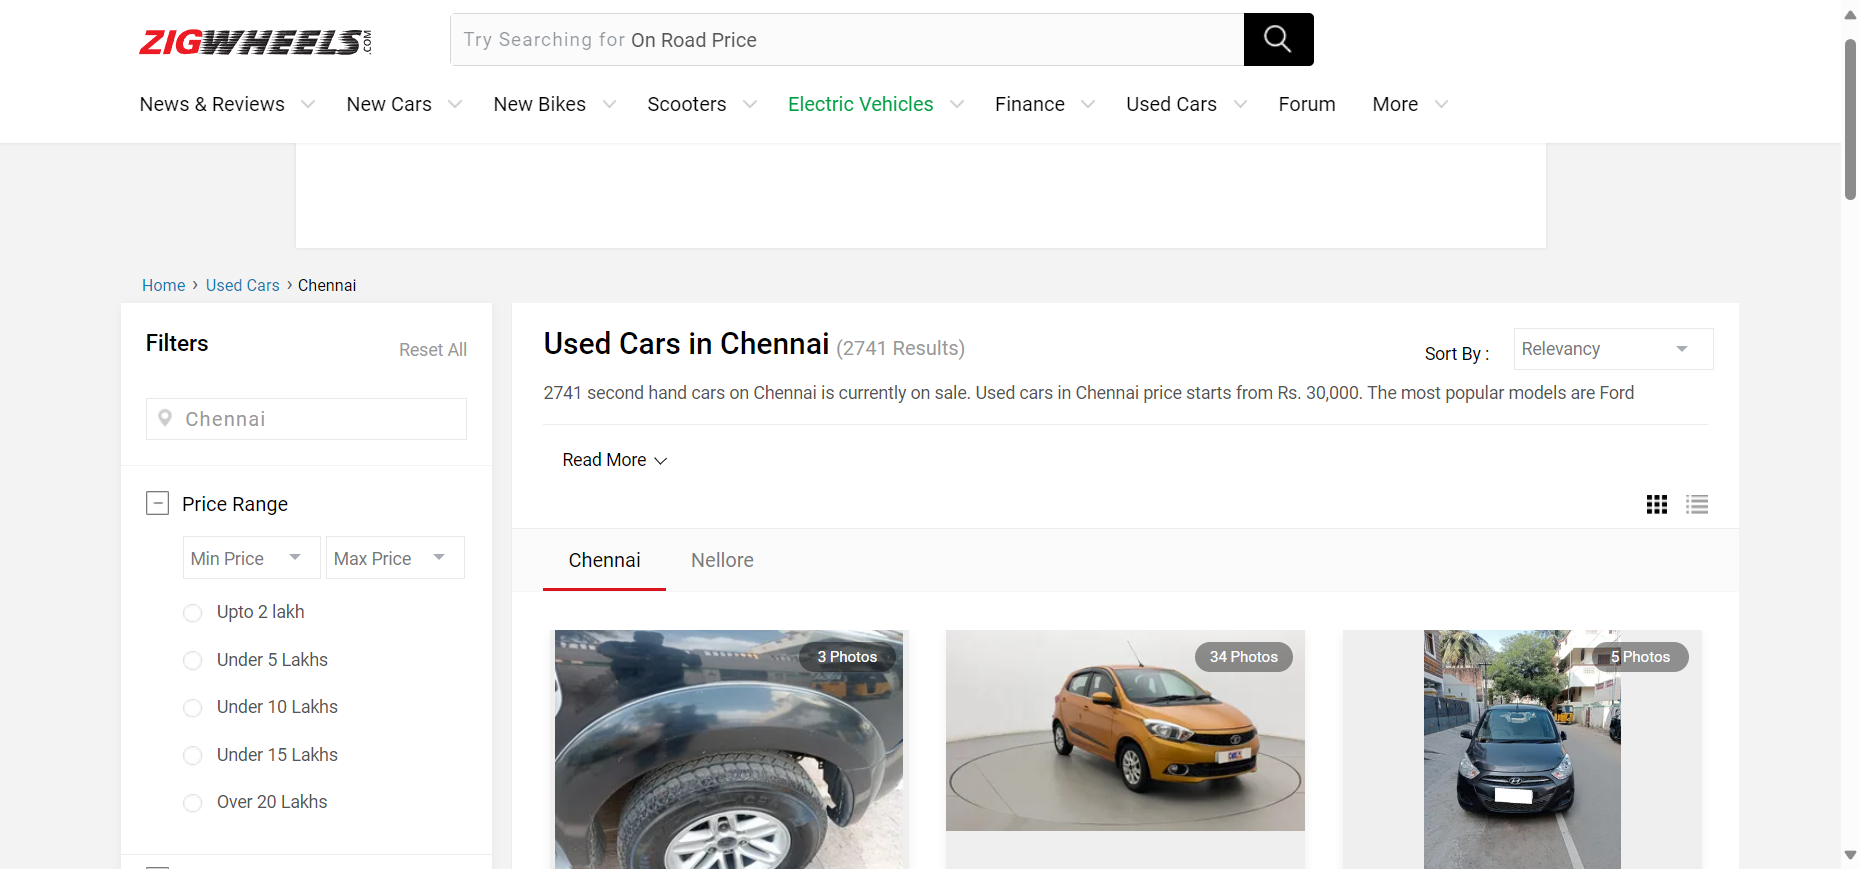 ZIGWHEELS.COM
Try Searching for On Road Price
News & Reviews
New Cars
New Bikes
Scooters
Electric Vehicles
Finance
Used Cars
Forum
More
Home › Used Cars › Chennai
Filters
Reset All
Chennai
Price Range
Min Price
Max Price
Upto 2 lakh
Under 5 Lakhs
Under 10 Lakhs
Under 15 Lakhs
Over 20 Lakhs
Used Cars in Chennai (2741 Results)
Sort By :
Relevancy
2741 second hand cars on Chennai is currently on sale. Used cars in Chennai price starts from Rs. 30,000. The most popular models are Ford
Read More
Chennai
Nellore
3 Photos
34 Photos
5 Photos